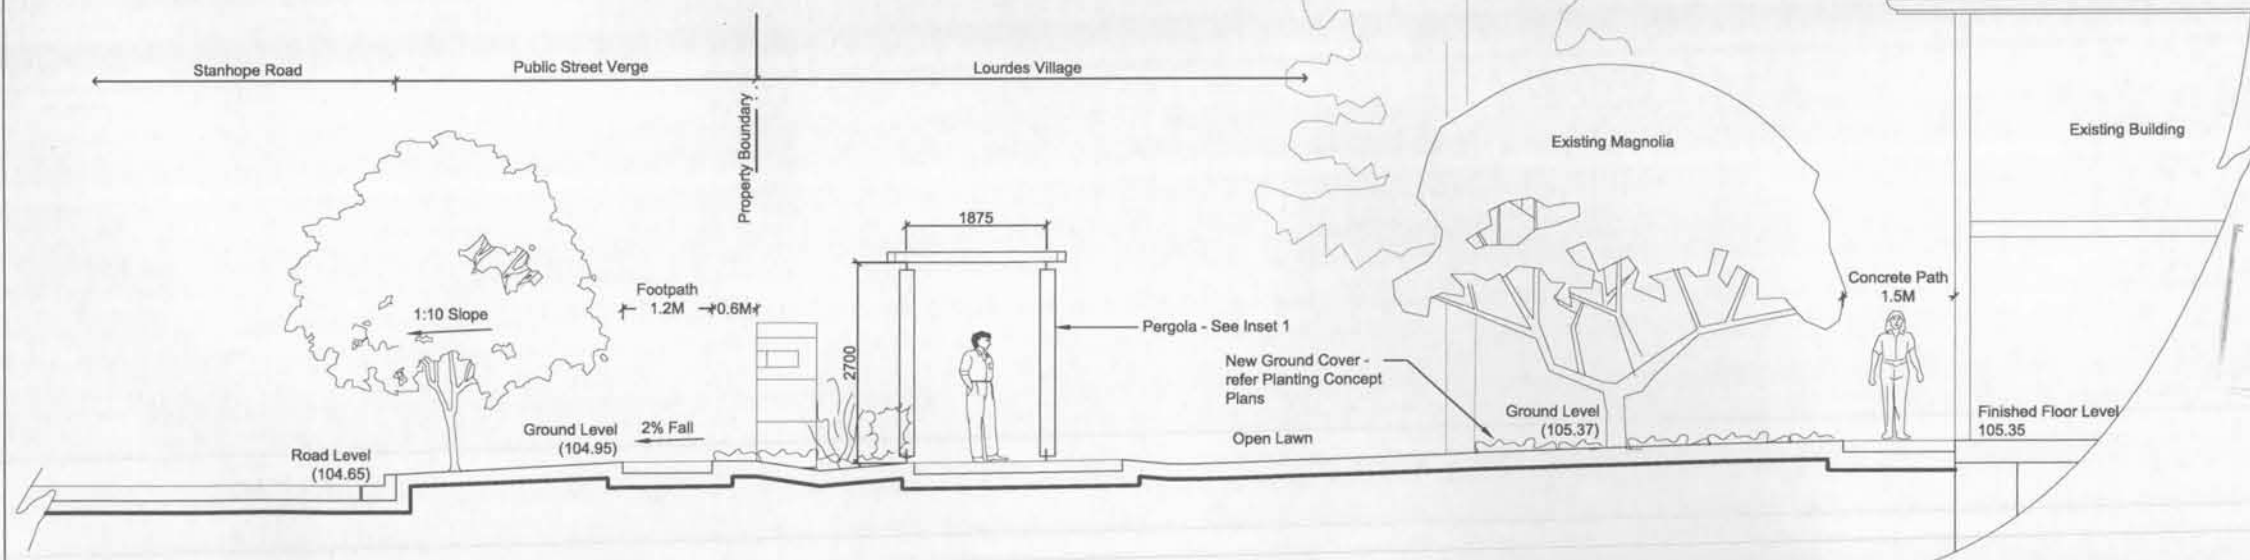 Stanhope Road
Public Street Verge
Lourdes Village
Property Boundary
Existing Magnolia
Existing Building
1875
Footpath
1.2M
0.6M
1:10 Slope
2700
Pergola - See Inset 1
New Ground Cover -
refer Planting Concept
Plans
Concrete Path
1.5M
Ground Level
(104.95)
2% Fall
Road Level
(104.65)
Open Lawn
Ground Level
(105.37)
Finished Floor Level
105.35